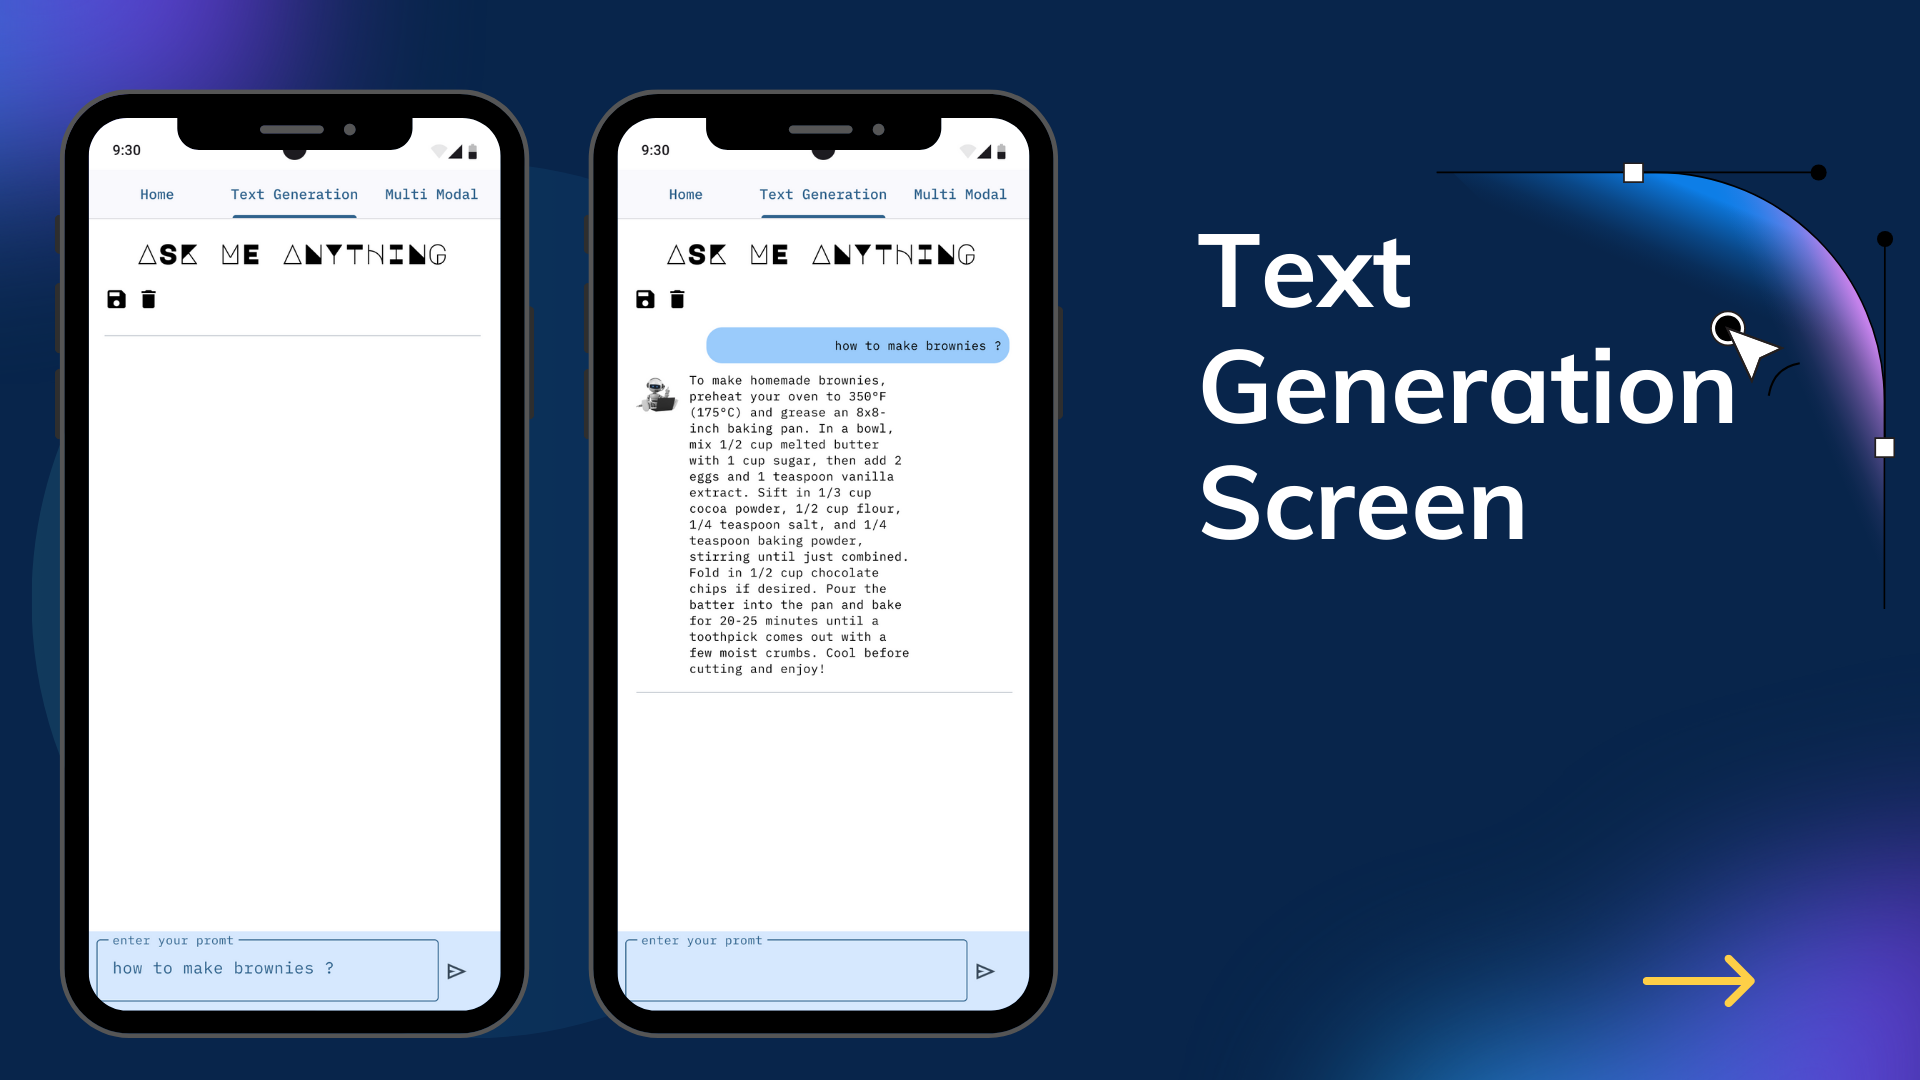 9:30
Home Text Generation Multi Modal
ASK ME ANYTHING
enter your promt
how to make brownies ?
9:30
Home Text Generation Multi Modal
ASK ME ANYTHING
how to make brownies ?
To make homemade brownies,
preheat your oven to 350°F
(175°C) and grease an 8x8-
inch baking pan. In a bowl,
mix 1/2 cup melted butter
with 1 cup sugar, then add 2
eggs and 1 teaspoon vanilla
extract. Sift in 1/3 cup
cocoa powder, 1/2 cup flour,
1/4 teaspoon salt, and 1/4
teaspoon baking powder,
stirring until just combined.
Fold in 1/2 cup chocolate
chips if desired. Pour the
batter into the pan and bake
for 20-25 minutes until a
toothpick comes out with a
few moist crumbs. Cool before
cutting and enjoy!
enter your promt
Text
Generation
Screen